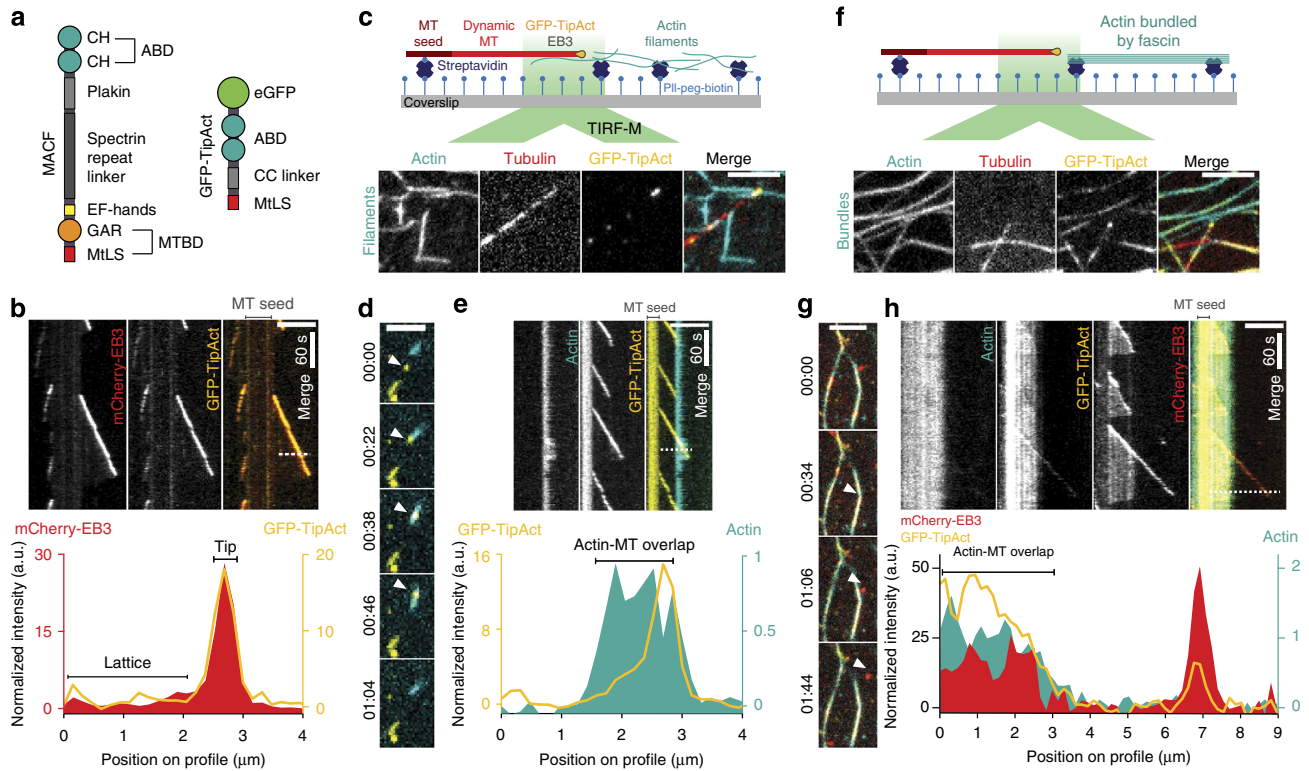 a
CH
CH
ABD
Plakin
Spectrin
repeat
linker
EF-hands
GAR
MtLS
MTBD
MACF
eGFP
ABD
CC linker
MtLS
GFP-TipAct
b
MT seed
mCherry-EB3
GFP-TipAct
Merge
60 s
mCherry-EB3
GFP-TipAct
Normalized intensity (a.u.)
30
15
0
20
10
0
Tip
Lattice
0
1
2
3
4
Position on profile (μm)
c
MT
seed
Dynamic
MT
GFP-TipAct
EB3
Actin
filaments
Streptavidin
Pll-peg-biotin
Coverslip
TIRF-M
Actin
Tubulin
GFP-TipAct
Merge
Filaments
d
00:00
00:22
00:38
00:46
01:04
e
MT seed
Actin
GFP-TipAct
Merge
60 s
GFP-TipAct
Actin
Normalized intensity (a.u.)
16
8
0
1
0.5
0
Actin-MT overlap
0
1
2
3
4
Position on profile (μm)
f
Actin bundled
by fascin
Actin
Tubulin
GFP-TipAct
Merge
Bundles
g
00:00
00:34
01:06
01:44
h
MT seed
Actin
GFP-TipAct
mCherry-EB3
Merge
60 s
mCherry-EB3
GFP-TipAct
Actin
Normalized intensity (a.u.)
50
25
0
2
1
0
Actin-MT overlap
0
1
2
3
4
5
6
7
8
9
Position on profile (μm)